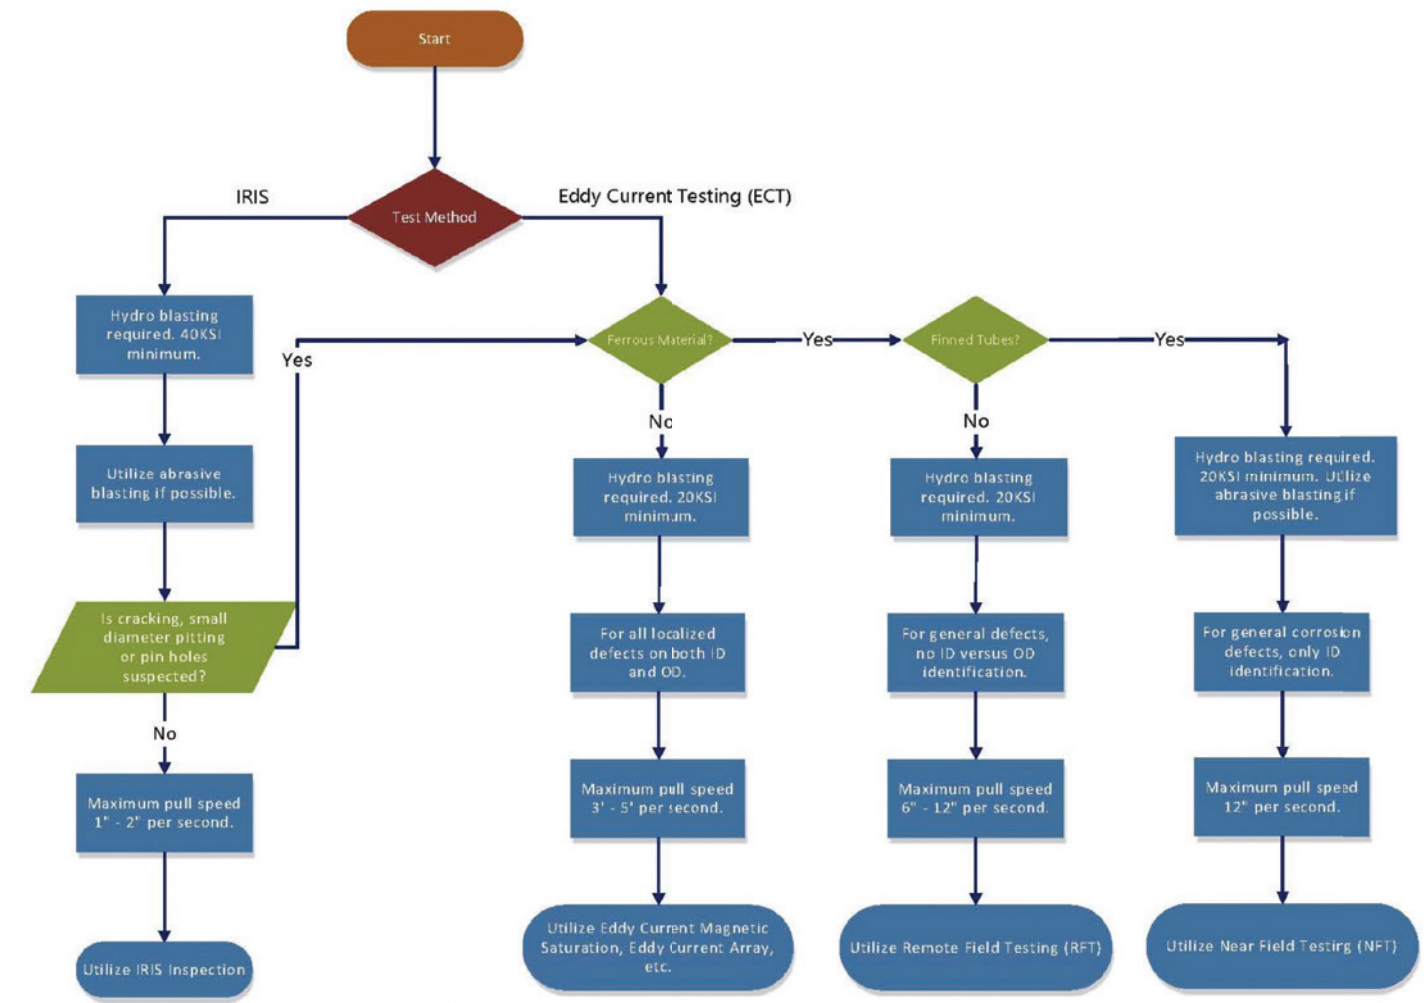 Start
IRIS
Eddy Current Testing (ECT)
Test Method
Hydro blasting
required. 40KSI
minimum.
Yes
Ferrous Material?
Yes
Finned Tubes?
Yes
No
No
Utilize abrasive
blasting if possible.
Hydro blasting
required. 20KSI
minimum.
Hydro blasting
required. 20KSI
minimum.
Hydro blasting required.
20KSI minimum. Utilize
abrasive blasting if
possible.
Is cracking, small
diameter pitting
or pin holes
suspected?
For all localized
defects on both ID
and OD.
For general defects,
no ID versus OD
identification.
For general corrosion
defects, only ID
identification.
No
Maximum pull speed
1" - 2" per second.
Maximum pull speed
3' - 5' per second.
Maximum pull speed
6" - 12" per second.
Maximum pull speed
12" per second.
Utilize IRIS Inspection
Utilize Eddy Current Magnetic
Saturation, Eddy Current Array,
etc.
Utilize Remote Field Testing (RFT)
Utilize Near Field Testing (NFT)